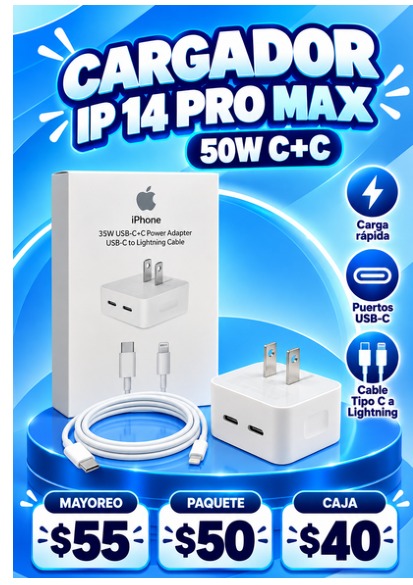 CARGADOR
IP 14 PRO MAX
50W C+C
iPhone
35W USB-C+C Power Adapter
USB-C to Lightning Cable
Carga
rápida
Puertos
USB-C
Cable
Tipo C a
Lightning
MAYOREO
$55
PAQUETE
$50
CAJA
$40